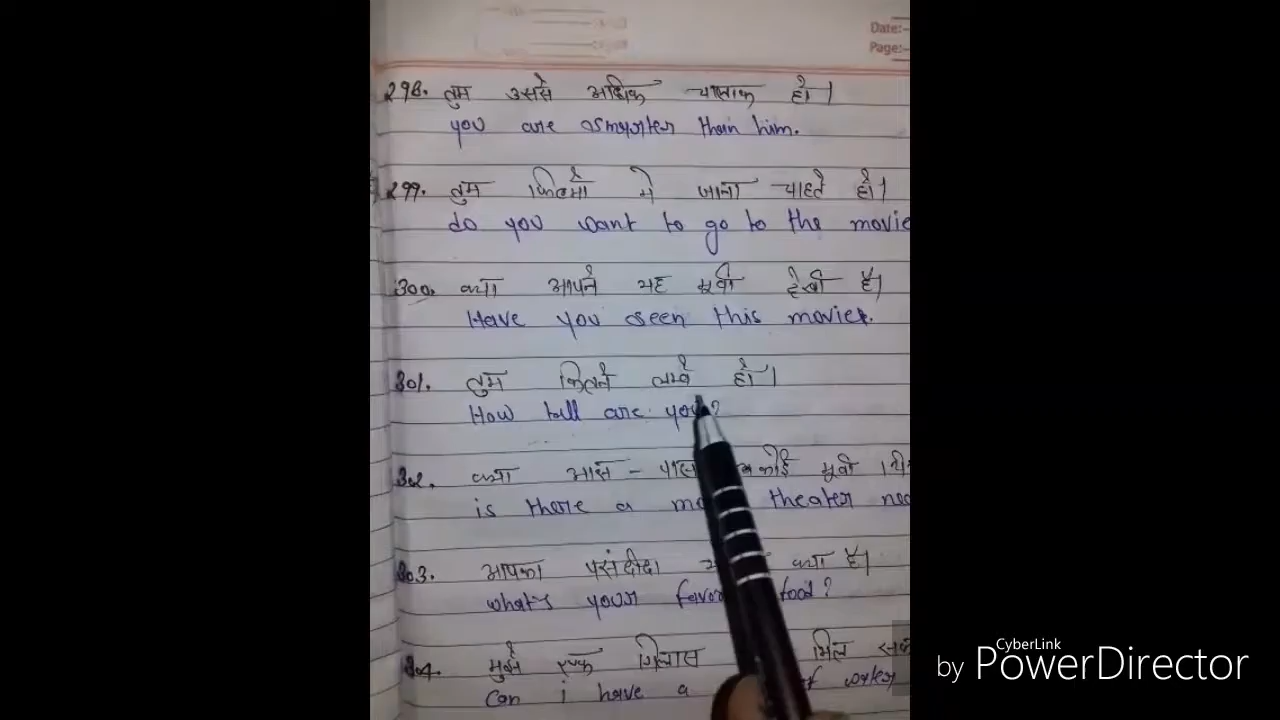 Date:-
Page:-
298. तुम उससे अधिक चालाक हो।
you are smarter than him.
299. तुम फिल्मों मे जाना चाहते हो।
do you want to go to the movie
300. क्या आपने यह मूवी देखी है।
Have you seen this movie.
301. तुम कितने लम्बे हो।
How tall are you?
302. क्या आस-पास कोई मूवी
is there a theater
303. आपका पसंदीदा क्या है।
what's your food?
304. मुझे एक गिलास मिल
Can i have a of water
CyberLink
by PowerDirector